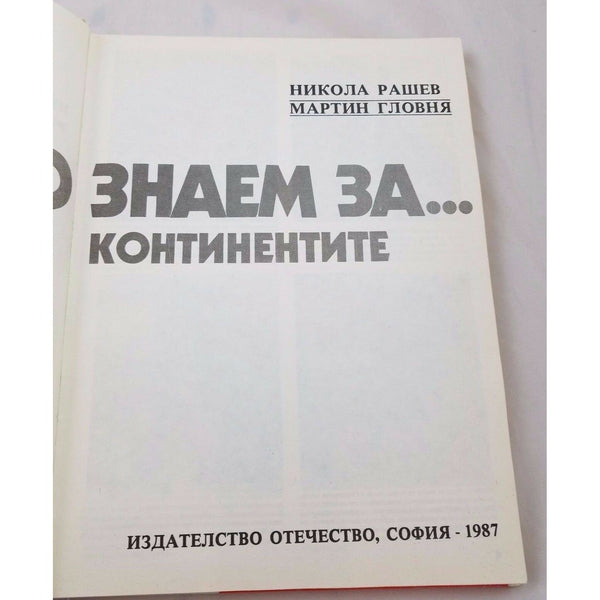 НИКОЛА РАШЕВ
МАРТИН ГЛОВНЯ
ЗНАЕМ ЗА...
КОНТИНЕНТИТЕ
ИЗДАТЕЛСТВО ОТЕЧЕСТВО, СОФИЯ - 1987